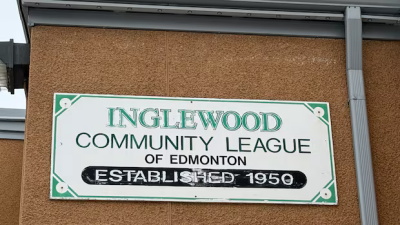 INGLEWOOD
COMMUNITY LEAGUE
OF EDMONTON
ESTABLISHED 1950